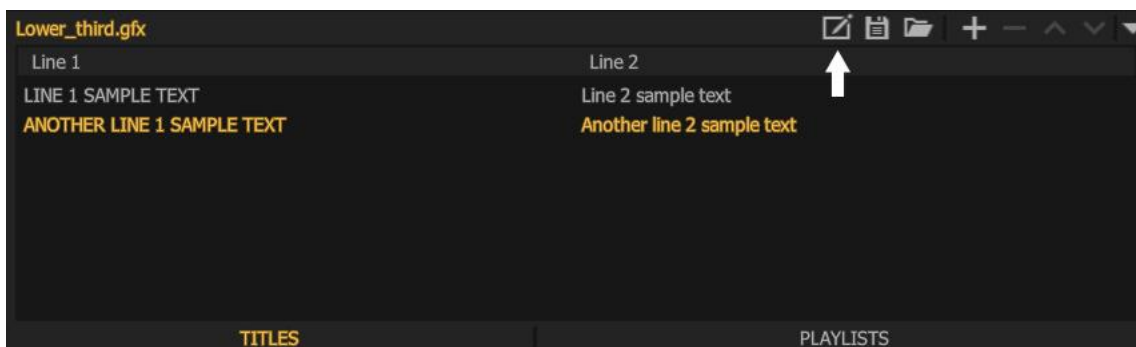 Lower_third.gfx
Line 1 Line 2
LINE 1 SAMPLE TEXT Line 2 sample text
ANOTHER LINE 1 SAMPLE TEXT Another line 2 sample text
TITLES PLAYLISTS